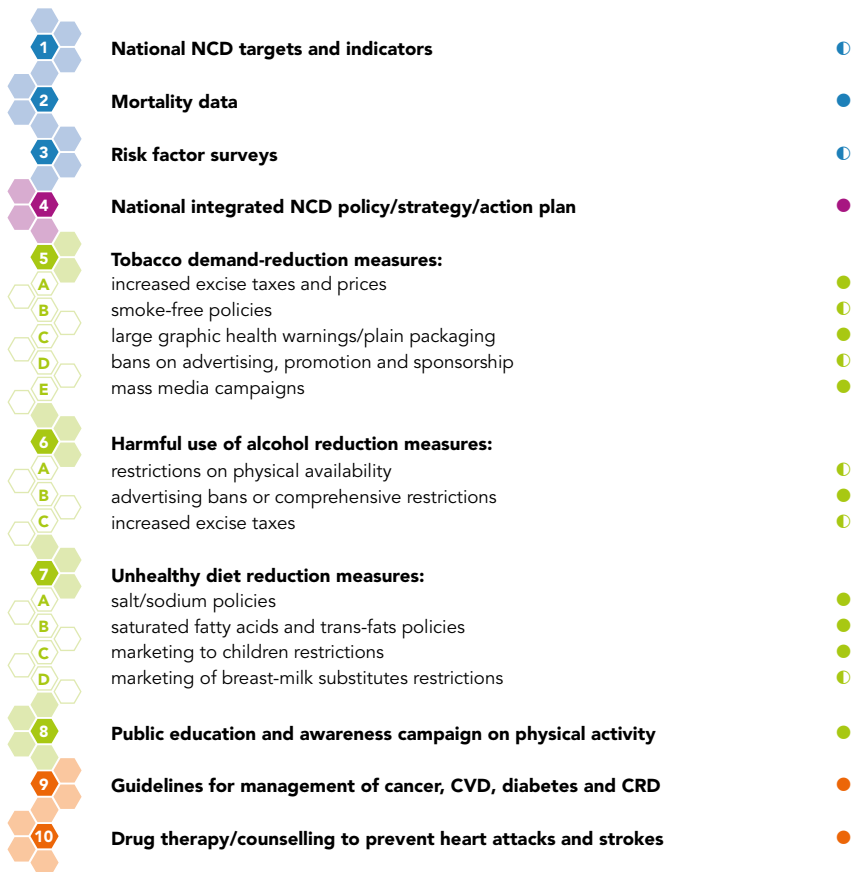 1 National NCD targets and indicators
2 Mortality data
3 Risk factor surveys
4 National integrated NCD policy/strategy/action plan
5 Tobacco demand-reduction measures:
A increased excise taxes and prices
B smoke-free policies
C large graphic health warnings/plain packaging
D bans on advertising, promotion and sponsorship
E mass media campaigns
6 Harmful use of alcohol reduction measures:
A restrictions on physical availability
B advertising bans or comprehensive restrictions
C increased excise taxes
7 Unhealthy diet reduction measures:
A salt/sodium policies
B saturated fatty acids and trans-fats policies
C marketing to children restrictions
D marketing of breast-milk substitutes restrictions
8 Public education and awareness campaign on physical activity
9 Guidelines for management of cancer, CVD, diabetes and CRD
10 Drug therapy/counselling to prevent heart attacks and strokes